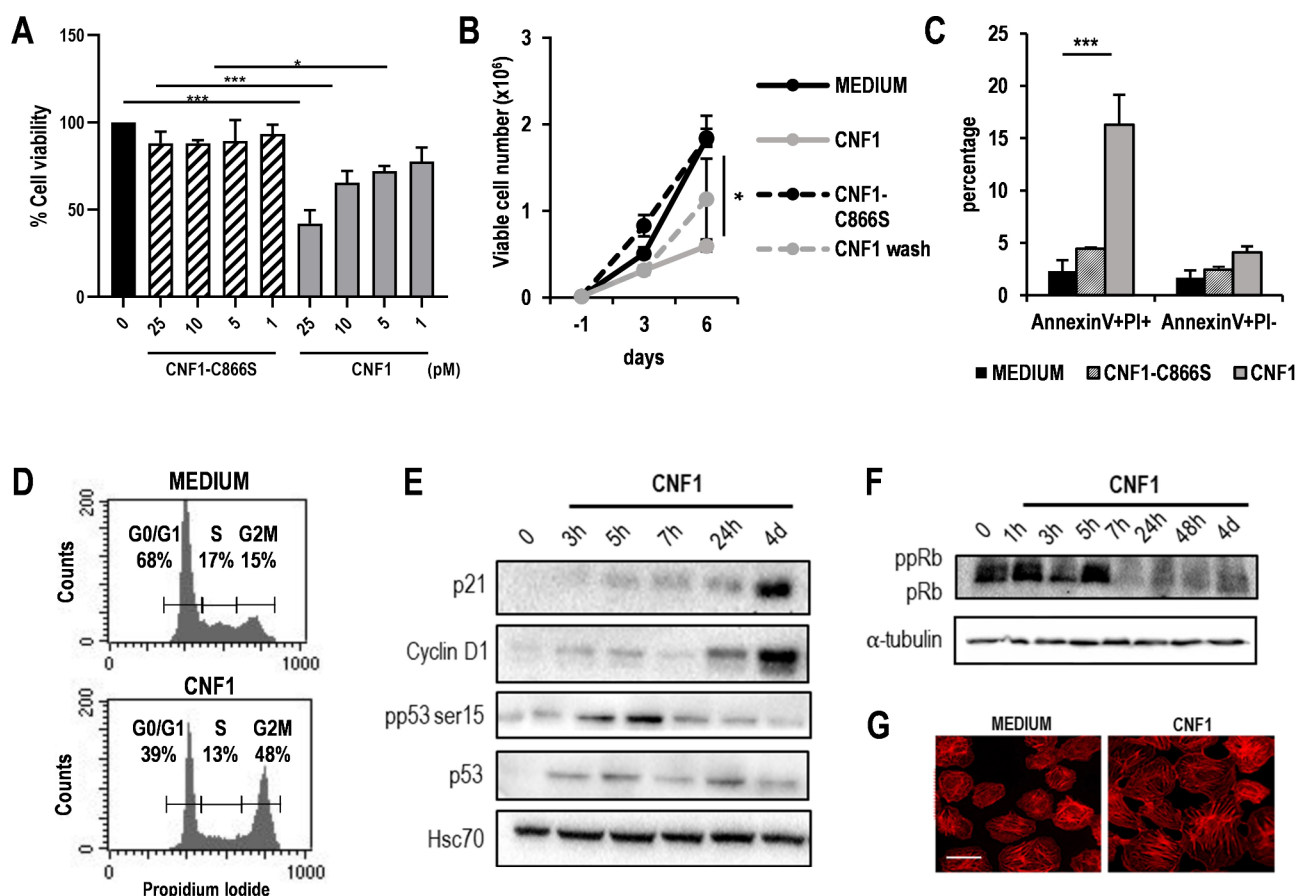 A
150
100
50
0
% Cell viability
*
***
***
0
25
10
5
1
25
10
5
1
CNF1-C866S
CNF1
(pM)
B
3
2
1
0
Viable cell number (x10⁶)
*
-1
3
6
days
MEDIUM
CNF1
CNF1-
C866S
CNF1 wash
C
25
20
15
10
5
0
percentage
***
AnnexinV+PI+
AnnexinV+PI-
MEDIUM
CNF1-C866S
CNF1
D
MEDIUM
200
0
Counts
G0/G1 S G2M
68% 17% 15%
0
1000
CNF1
200
0
Counts
G0/G1 S G2M
39% 13% 48%
0
1000
Propidium Iodide
E
CNF1
0 3h 5h 7h 24h 4d
p21
Cyclin D1
pp53 ser15
p53
Hsc70
F
CNF1
0 1h 3h 5h 7h 24h 48h 4d
ppRb
pRb
α-tubulin
G
MEDIUM
CNF1